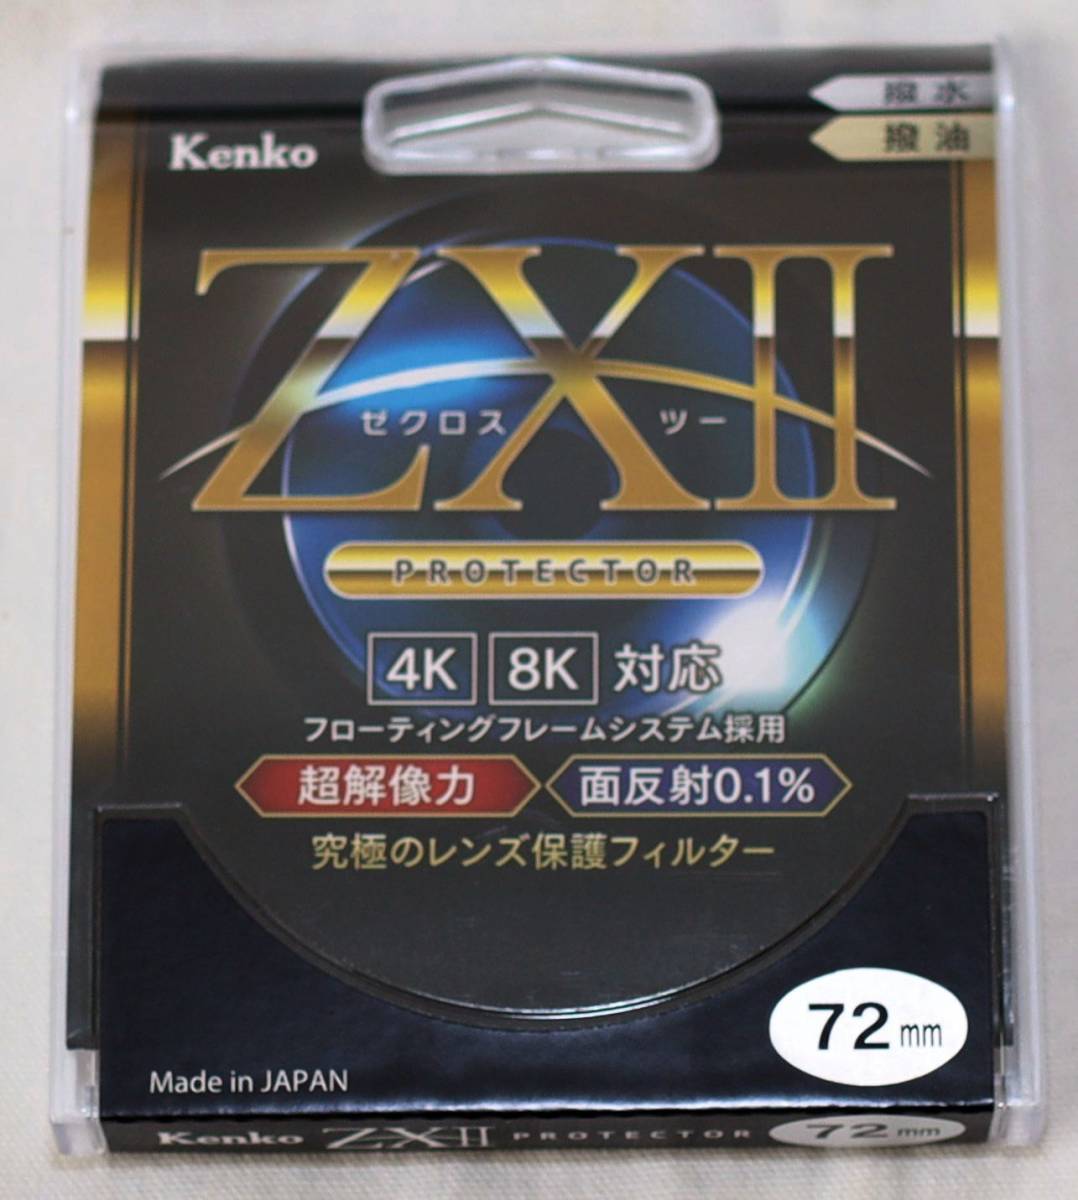 撥水
撥油
Kenko
ZXII
ゼクロス ツー
PROTECTOR
4K 8K 対応
フローティングフレームシステム採用
超解像力 面反射0.1%
究極のレンズ保護フィルター
72mm
Made in JAPAN
Kenko ZXII PROTECTOR 72mm